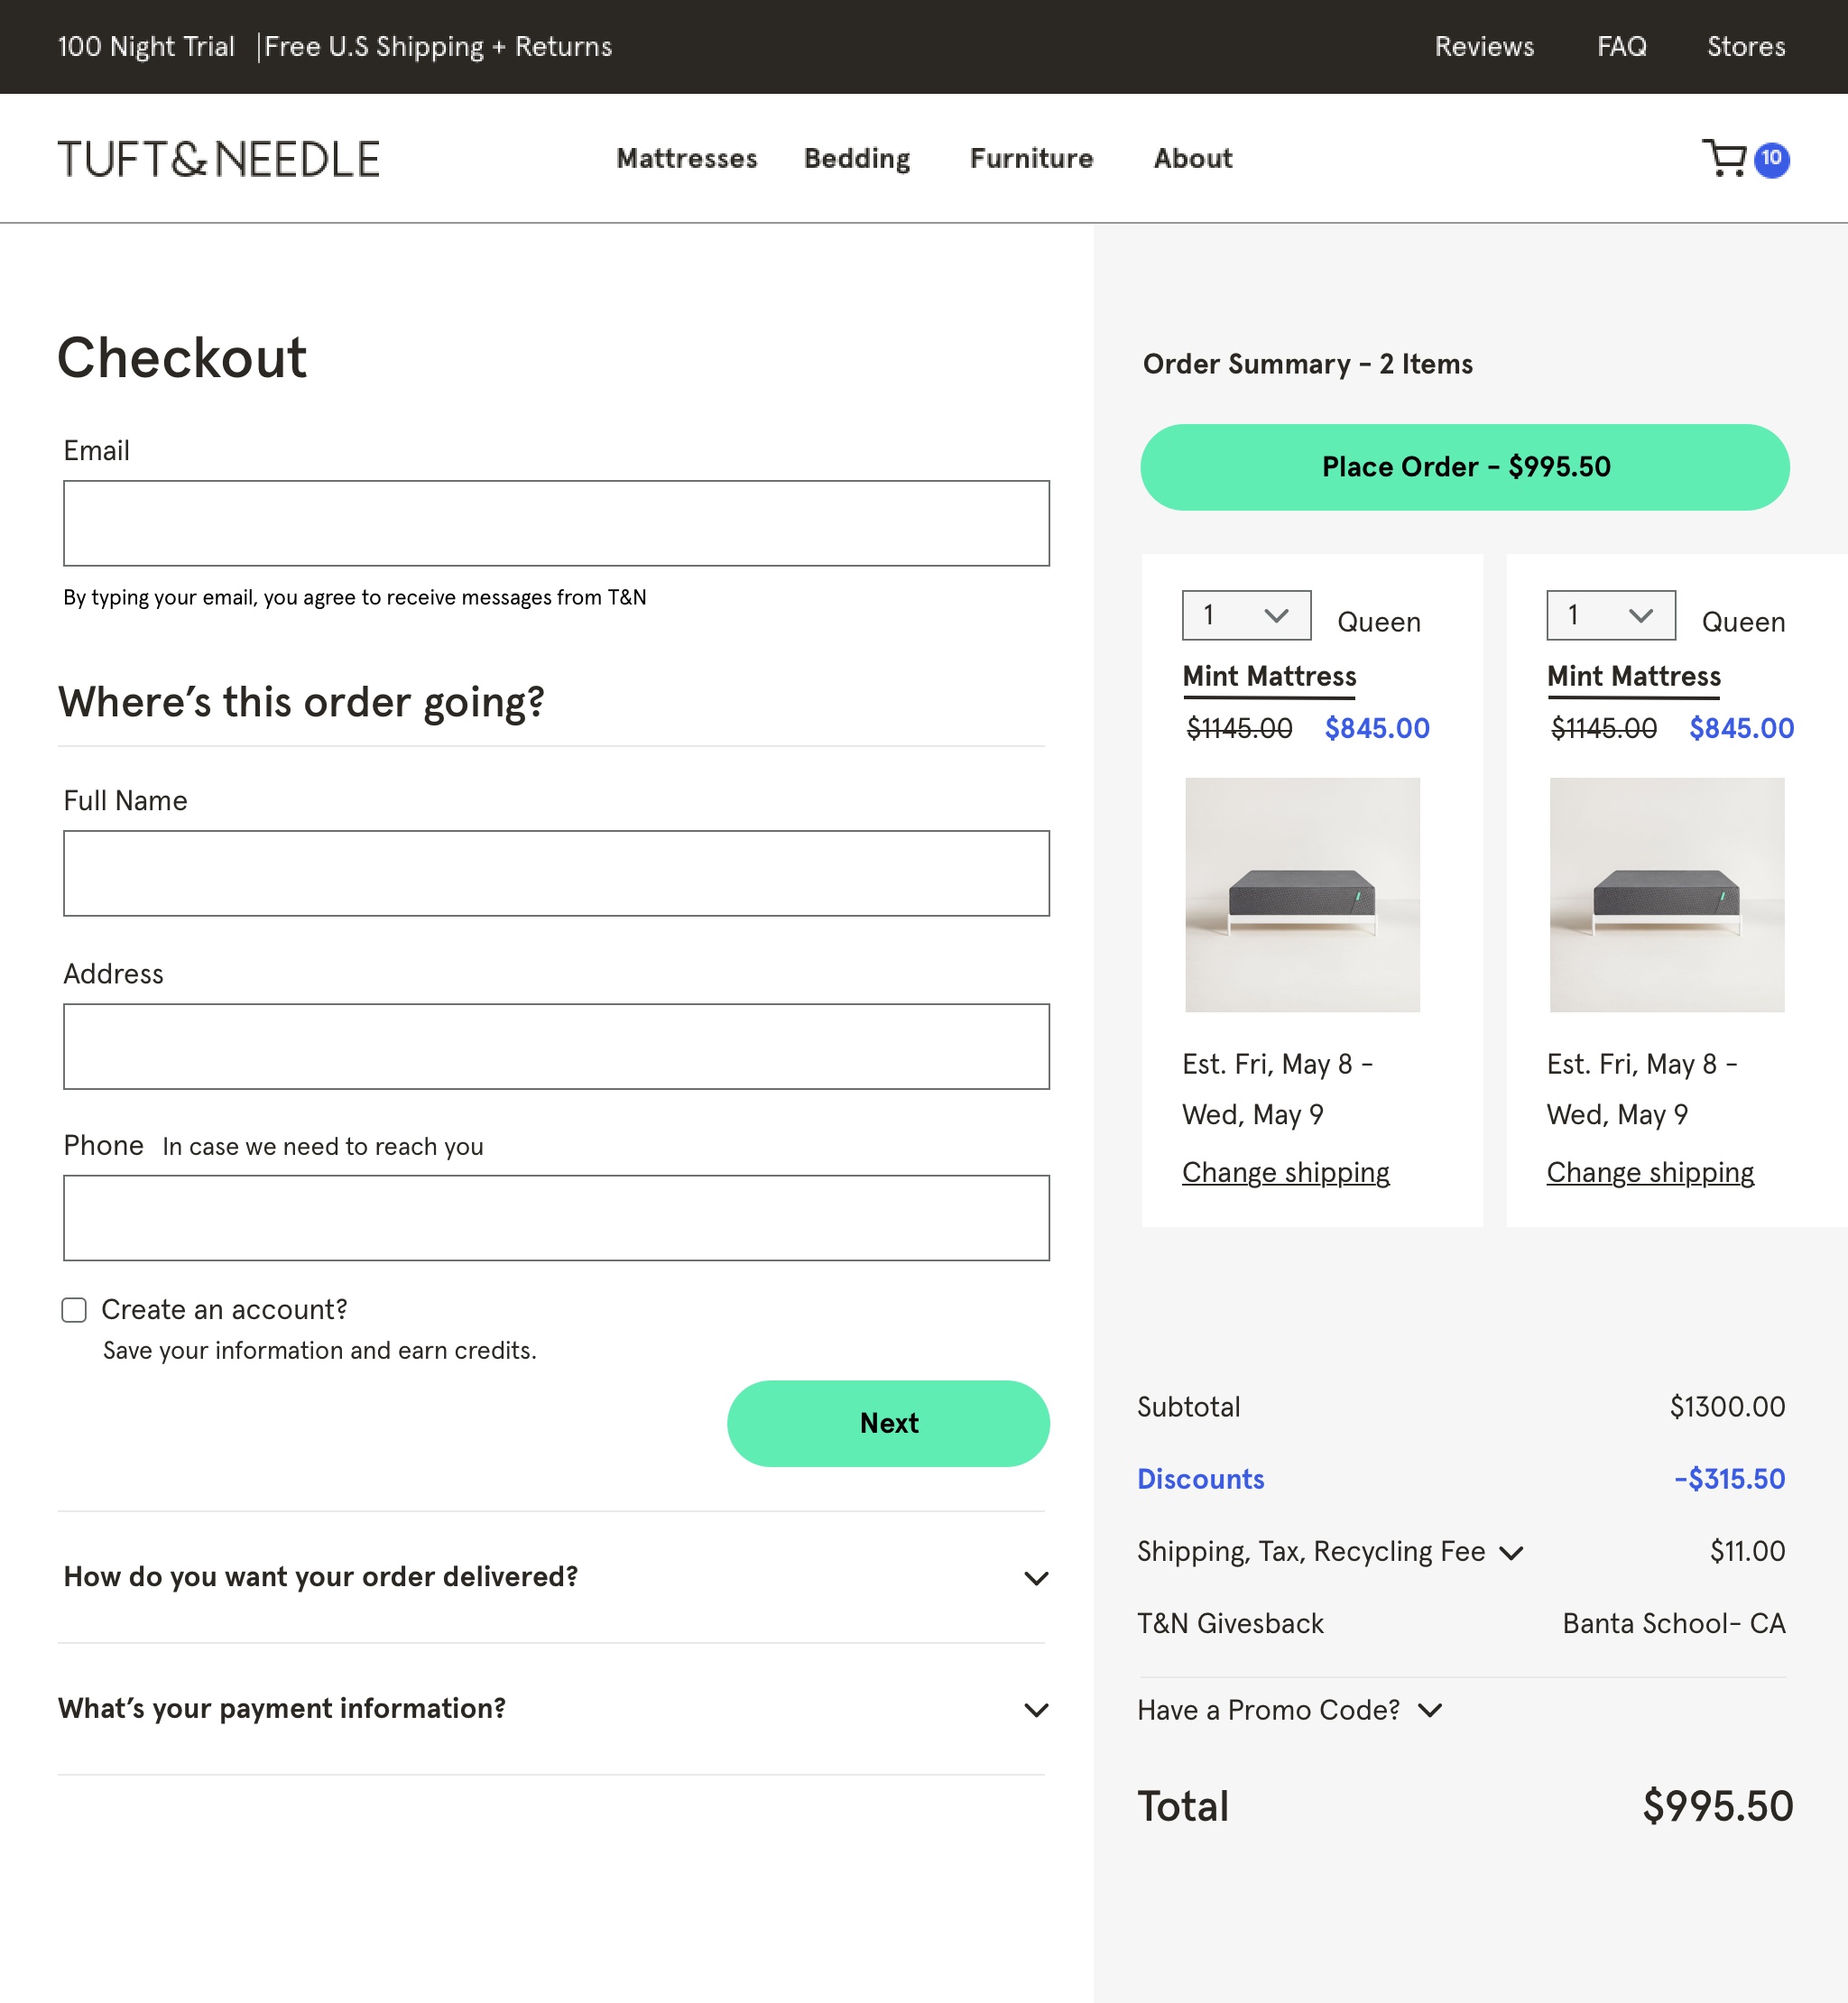 100 Night Trial |Free U.S Shipping + Returns
Reviews FAQ Stores
TUFT&NEEDLE
Mattresses Bedding Furniture About
10
Checkout
Email
By typing your email, you agree to receive messages from T&N
Where's this order going?
Full Name
Address
Phone In case we need to reach you
Create an account?
Save your information and earn credits.
Next
How do you want your order delivered?
What's your payment information?
Order Summary - 2 Items
Place Order - $995.50
1 Queen
Mint Mattress
$1145.00 $845.00
Est. Fri, May 8 -
Wed, May 9
Change shipping
1 Queen
Mint Mattress
$1145.00 $845.00
Est. Fri, May 8 -
Wed, May 9
Change shipping
Subtotal $1300.00
Discounts -$315.50
Shipping, Tax, Recycling Fee $11.00
T&N Givesback Banta School- CA
Have a Promo Code?
Total $995.50